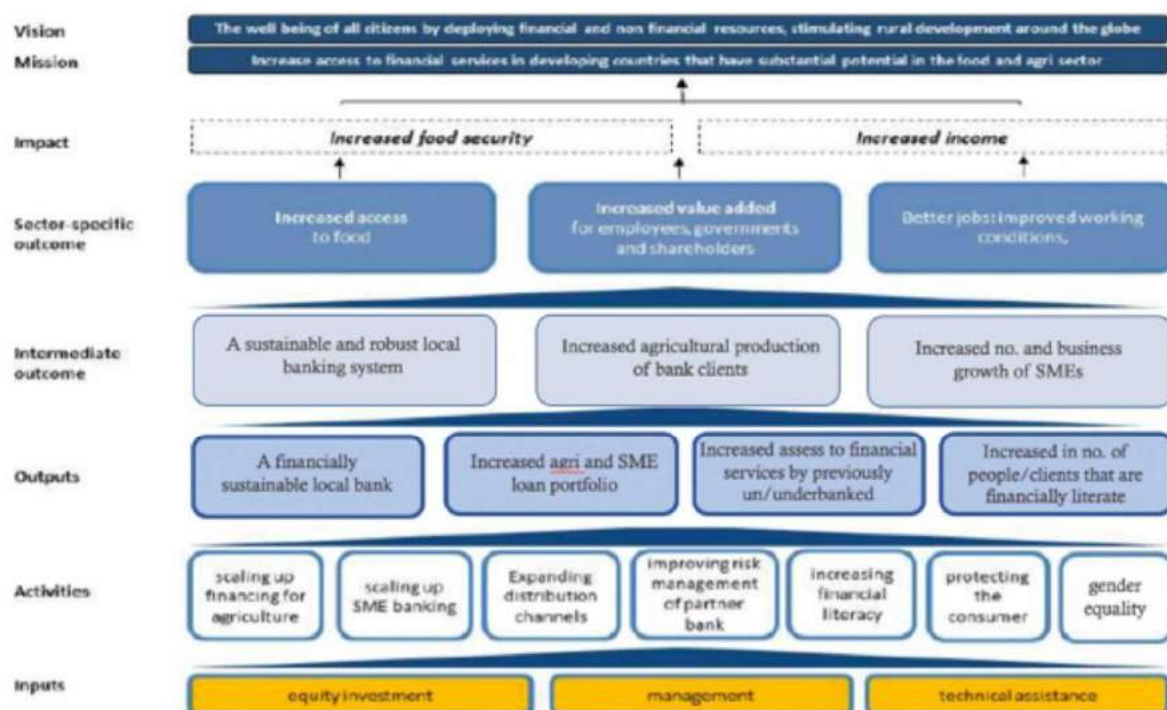 Vision
The well being of all citizens by deploying financial and non financial resources, stimulating rural development around the globe
Mission
Increase access to financial services in developing countries that have substantial potential in the food and agri sector
Impact
Increased food security
Increased income
Sector-specific
outcome
Increased access
to food
Increased value added
for employees, governments
and shareholders
Better jobs: improved working
conditions,
Intermediate
outcome
A sustainable and robust local
banking system
Increased agricultural production
of bank clients
Increased no. and business
growth of SMEs
Outputs
A financially
sustainable local bank
Increased agri and SME
loan portfolio
Increased assess to financial
services by previously
un/underbanked
Increased in no. of
people/clients that are
financially literate
Activities
scaling up
financing for
agriculture
scaling up
SME banking
Expanding
distribution
channels
improving risk
management
of partner
bank
increasing
financial
literacy
protecting
the
consumer
gender
equality
Inputs
equity investment
management
technical assistance